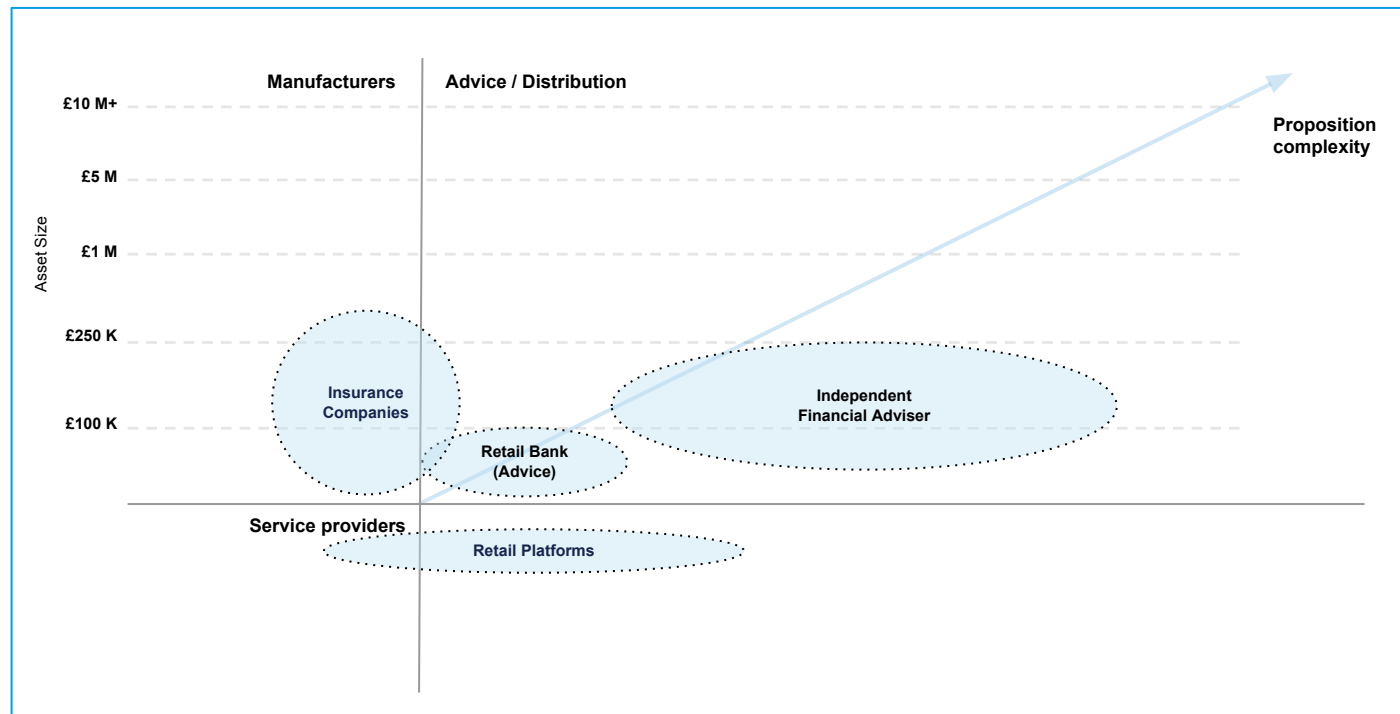 Manufacturers
Advice / Distribution
£10 M+
Proposition
complexity
£5 M
Asset Size
£1 M
£250 K
Insurance
Companies
Independent
Financial Adviser
£100 K
Retail Bank
(Advice)
Service providers
Retail Platforms